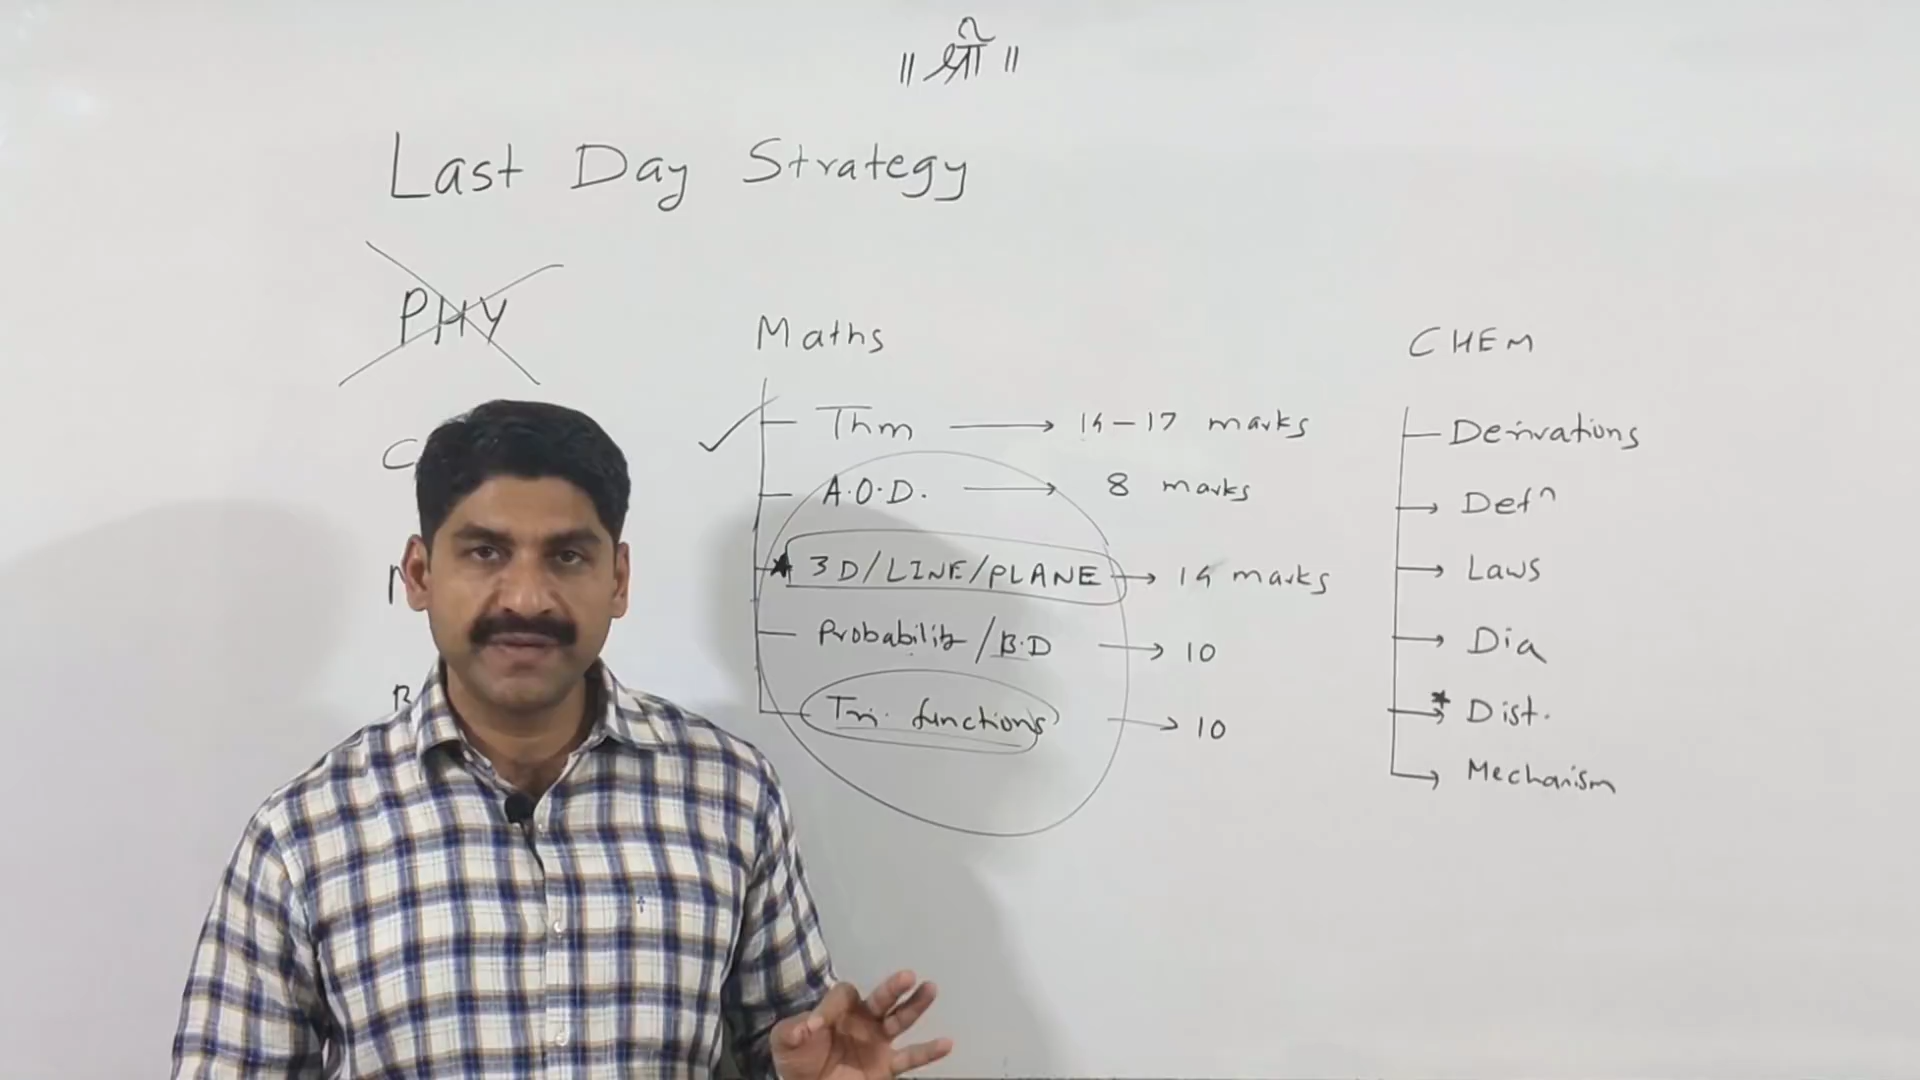 ॥ श्री ॥
Last Day Strategy
PHY
Maths
Thm → 14-17 marks
A.O.D. → 8 marks
3D/LINE/PLANE → 14 marks
Probability/B.D → 10
Tri. functions → 10
CHEM
Derivations
Defⁿ
Laws
Dia
Dist.
Mechanism